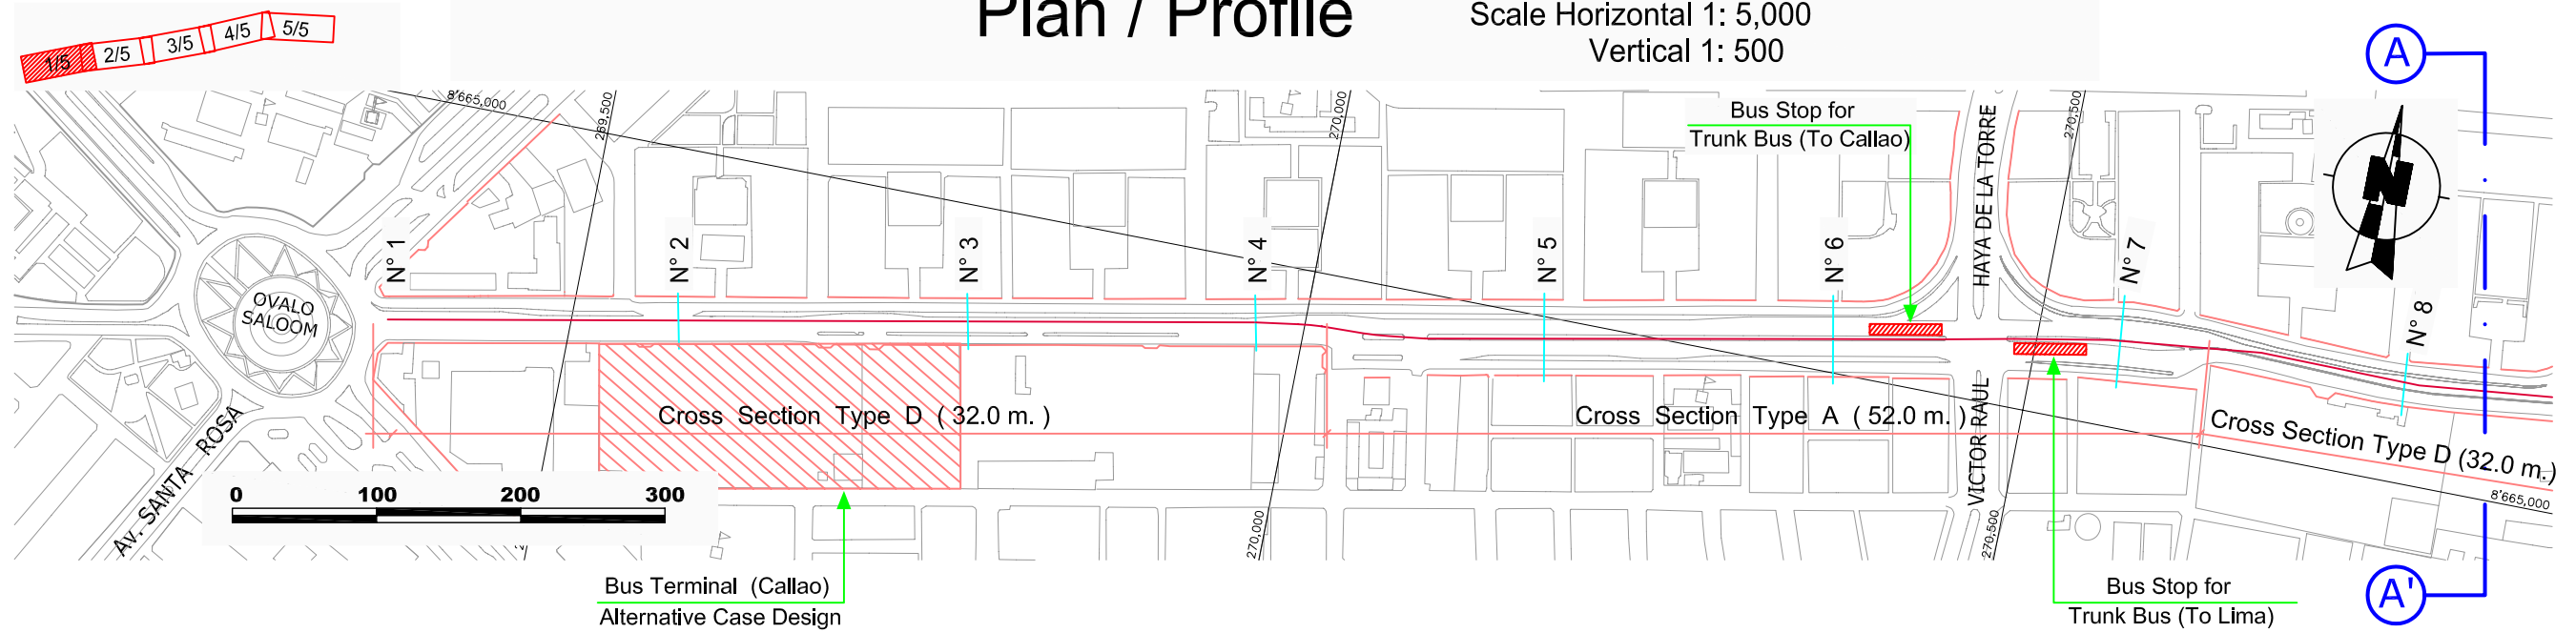 Plan / Profile
Scale Horizontal 1: 5,000
Vertical 1: 500
1/5
2/5
3/5
4/5
5/5
A
8'665,000
269,500
270,000
270,500
Bus Stop for
Trunk Bus (To Callao)
HAYA DE LA TORRE
N
N° 1
N° 2
N° 3
N° 4
N° 5
N° 6
N° 7
N° 8
OVALO
SALOOM
Cross Section Type D ( 32.0 m. )
Cross Section Type A ( 52.0 m. )
Cross Section Type D (32.0 m.)
VICTOR RAUL
Av. SANTA ROSA
0 100 200 300
270,000
270,500
8'665,000
Bus Terminal (Callao)
Alternative Case Design
Bus Stop for
Trunk Bus (To Lima)
A'